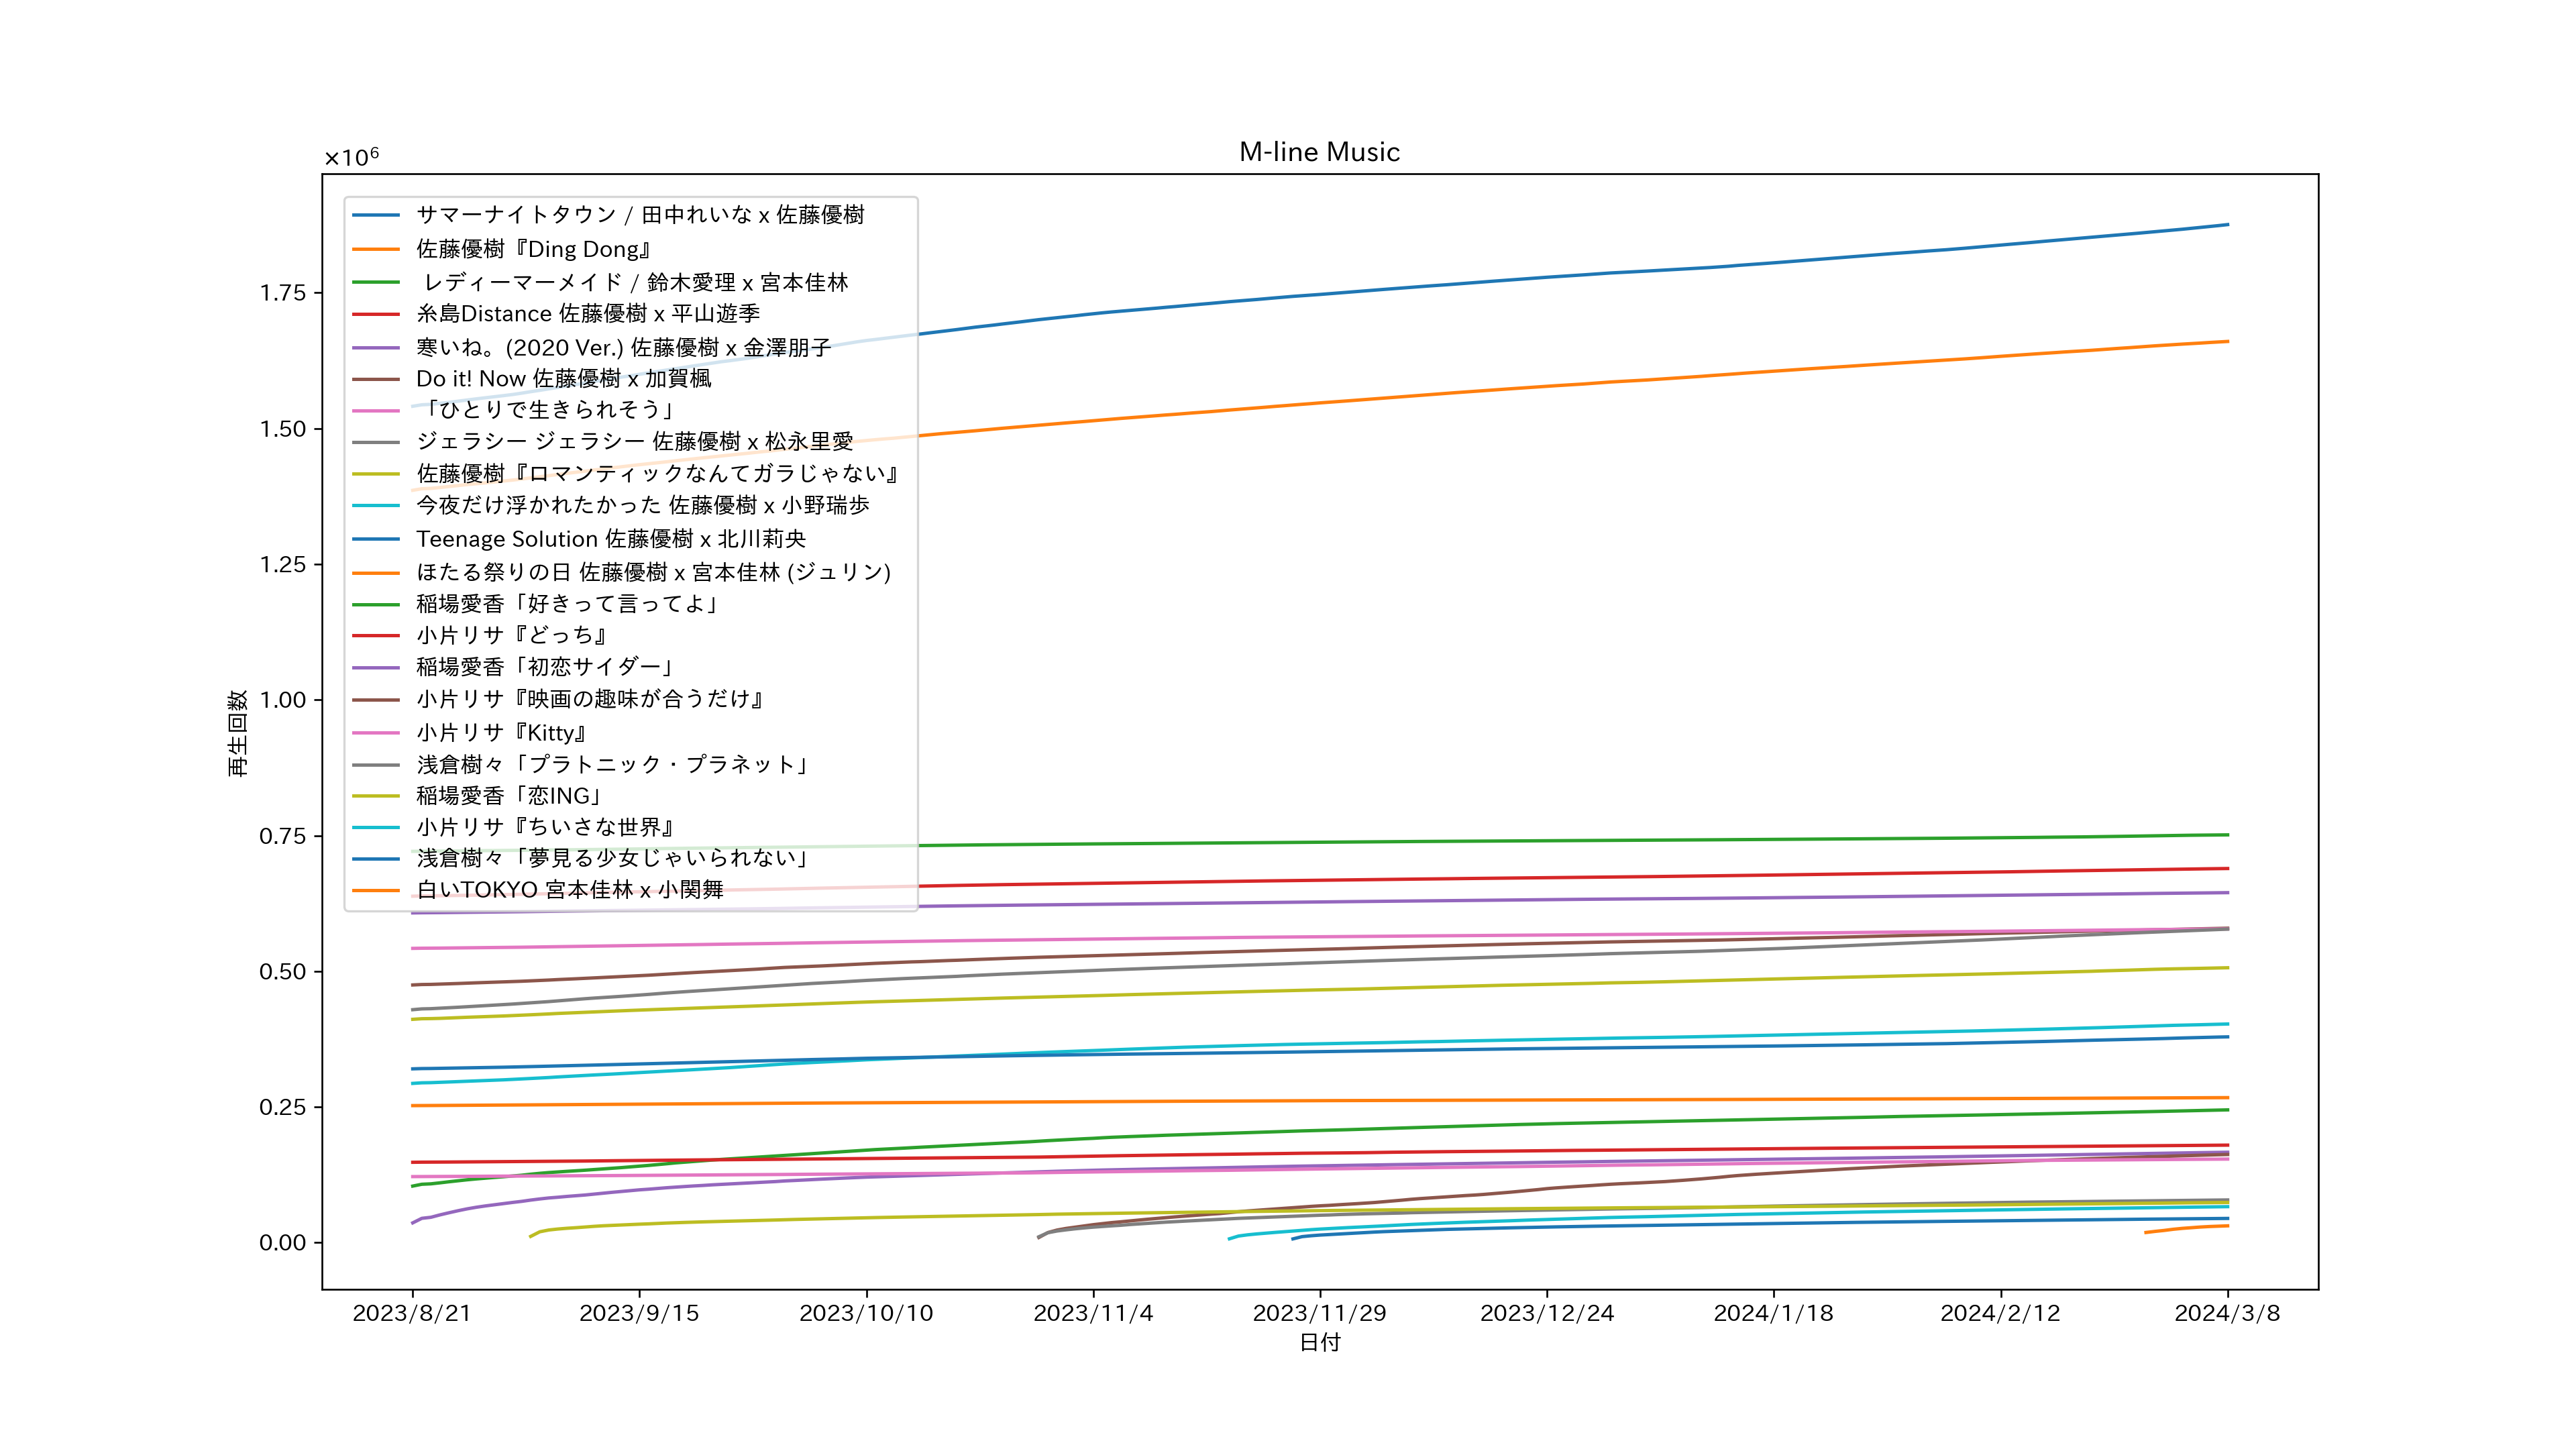 M-line Music
×10⁶
サマーナイトタウン / 田中れいな x 佐藤優樹
佐藤優樹『Ding Dong』
レディーマーメイド / 鈴木愛理 x 宮本佳林
糸島Distance 佐藤優樹 x 平山遊季
寒いね。(2020 Ver.) 佐藤優樹 x 金澤朋子
Do it! Now 佐藤優樹 x 加賀楓
「ひとりで生きられそう」
ジェラシー ジェラシー 佐藤優樹 x 松永里愛
佐藤優樹『ロマンティックなんてガラじゃない』
今夜だけ浮かれたかった 佐藤優樹 x 小野瑞歩
Teenage Solution 佐藤優樹 x 北川莉央
ほたる祭りの日 佐藤優樹 x 宮本佳林 (ジュリン)
稲場愛香「好きって言ってよ」
小片リサ『どっち』
稲場愛香「初恋サイダー」
小片リサ『映画の趣味が合うだけ』
小片リサ『Kitty』
浅倉樹々「プラトニック・プラネット」
稲場愛香「恋ING」
小片リサ『ちいさな世界』
浅倉樹々「夢見る少女じゃいられない」
白いTOKYO 宮本佳林 x 小関舞
再生回数
1.75
1.50
1.25
1.00
0.75
0.50
0.25
0.00
2023/8/21
2023/9/15
2023/10/10
2023/11/4
2023/11/29
2023/12/24
2024/1/18
2024/2/12
2024/3/8
日付